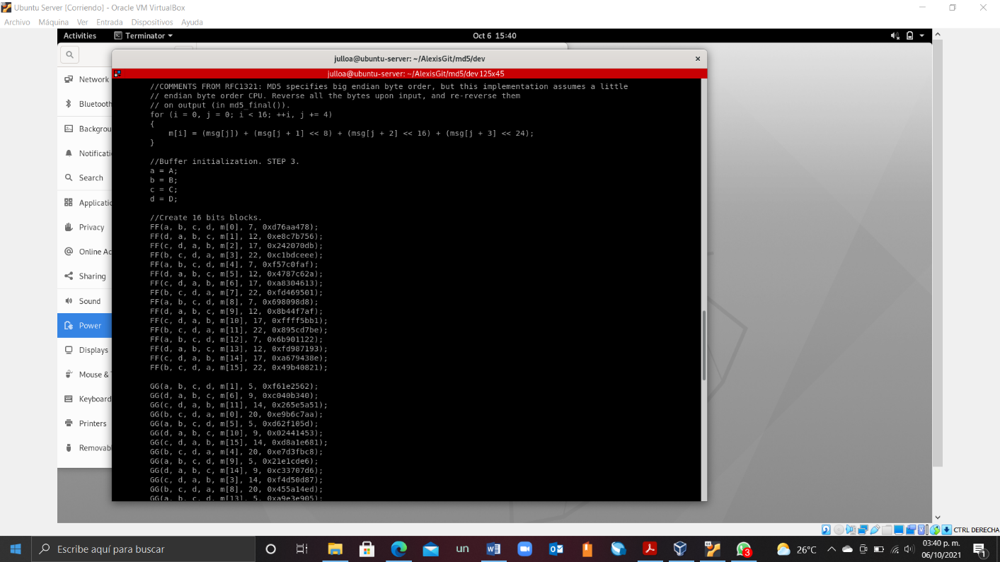 Ubuntu Server [Corriendo] - Oracle VM VirtualBox
Archivo Máquina Ver Entrada Dispositivos Ayuda
Activities Terminator Oct 6 15:40
julloa@ubuntu-server: ~/AlexisGit/md5/dev
julloa@ubuntu-server: ~/AlexisGit/md5/dev 125x45
Network
Bluetooth
Backgrou
Notificati
Search
Applicatio
Privacy
Online Ac
Sharing
Sound
Power
Displays
Mouse & T
Keyboard
Printers
Removab
//COMMENTS FROM RFC1321: MD5 specifies big endian byte order, but this implementation assumes a little
// endian byte order CPU. Reverse all the bytes upon input, and re-reverse them
// on output (in md5_final()).
for (i = 0, j = 0; i < 16; ++i, j += 4)
{
m[i] = (msg[j]) + (msg[j + 1] << 8) + (msg[j + 2] << 16) + (msg[j + 3] << 24);
}
//Buffer initialization. STEP 3.
a = A;
b = B;
c = C;
d = D;
//Create 16 bits blocks.
FF(a, b, c, d, m[0], 7, 0xd76aa478);
FF(d, a, b, c, m[1], 12, 0xe8c7b756);
FF(c, d, a, b, m[2], 17, 0x242070db);
FF(b, c, d, a, m[3], 22, 0xc1bdceee);
FF(a, b, c, d, m[4], 7, 0xf57c0faf);
FF(d, a, b, c, m[5], 12, 0x4787c62a);
FF(c, d, a, b, m[6], 17, 0xa8304613);
FF(b, c, d, a, m[7], 22, 0xfd469501);
FF(a, b, c, d, m[8], 7, 0x698098d8);
FF(d, a, b, c, m[9], 12, 0x8b44f7af);
FF(c, d, a, b, m[10], 17, 0xffff5bb1);
FF(b, c, d, a, m[11], 22, 0x895cd7be);
FF(a, b, c, d, m[12], 7, 0x6b901122);
FF(d, a, b, c, m[13], 12, 0xfd987193);
FF(c, d, a, b, m[14], 17, 0xa679438e);
FF(b, c, d, a, m[15], 22, 0x49b40821);
GG(a, b, c, d, m[1], 5, 0xf61e2562);
GG(d, a, b, c, m[6], 9, 0xc040b340);
GG(c, d, a, b, m[11], 14, 0x265e5a51);
GG(b, c, d, a, m[0], 20, 0xe9b6c7aa);
GG(a, b, c, d, m[5], 5, 0xd62f105d);
GG(d, a, b, c, m[10], 9, 0x02441453);
GG(c, d, a, b, m[15], 14, 0xd8a1e681);
GG(b, c, d, a, m[4], 20, 0xe7d3fbc8);
GG(a, b, c, d, m[9], 5, 0x21e1cde6);
GG(d, a, b, c, m[14], 9, 0xc33707d6);
GG(c, d, a, b, m[3], 14, 0xf4d50d87);
GG(b, c, d, a, m[8], 20, 0x455a14ed);
GG(a, b, c, d, m[13], 5, 0xa9e3e905);
CTRL DERECHA
Escribe aquí para buscar
un
3
26°C
03:40 p. m.
06/10/2021
1